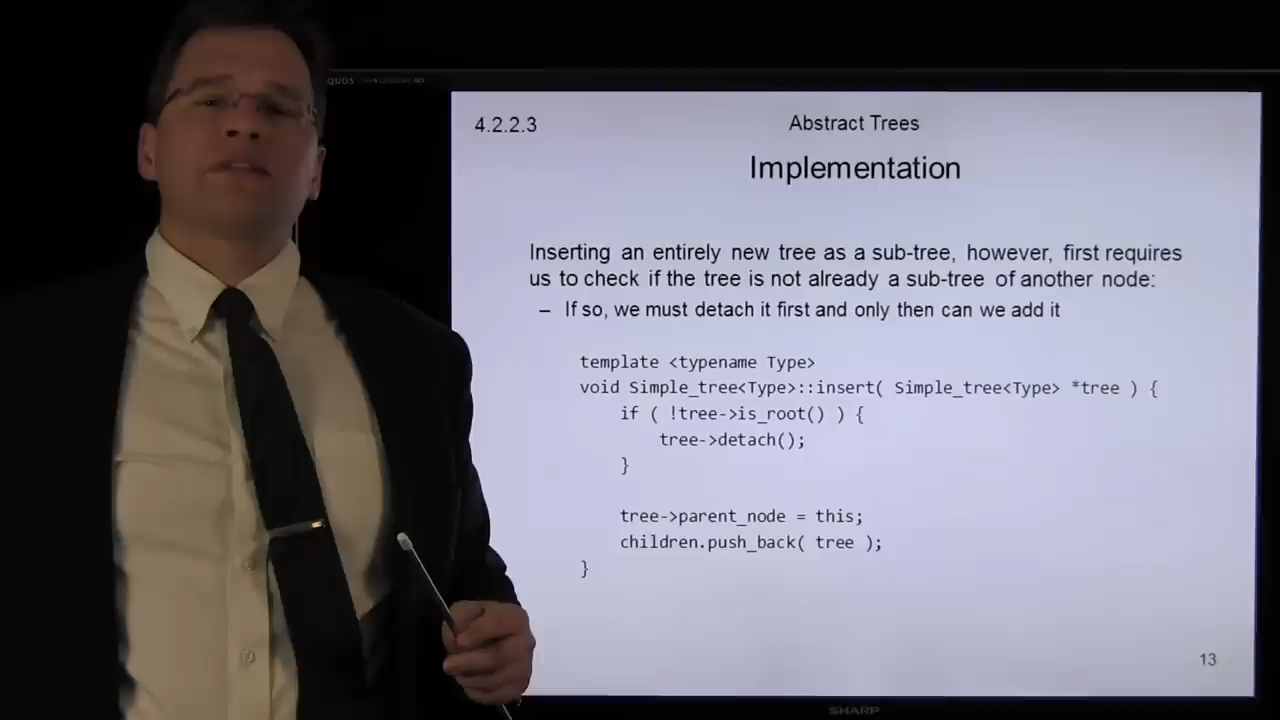 QUOS
4.2.2.3
Abstract Trees
Implementation
Inserting an entirely new tree as a sub-tree, however, first requires
us to check if the tree is not already a sub-tree of another node:
– If so, we must detach it first and only then can we add it
template <typename Type>
void Simple_tree<Type>::insert( Simple_tree<Type> *tree ) {
if ( !tree->is_root() ) {
tree->detach();
}
tree->parent_node = this;
children.push_back( tree );
}
13
SHARP